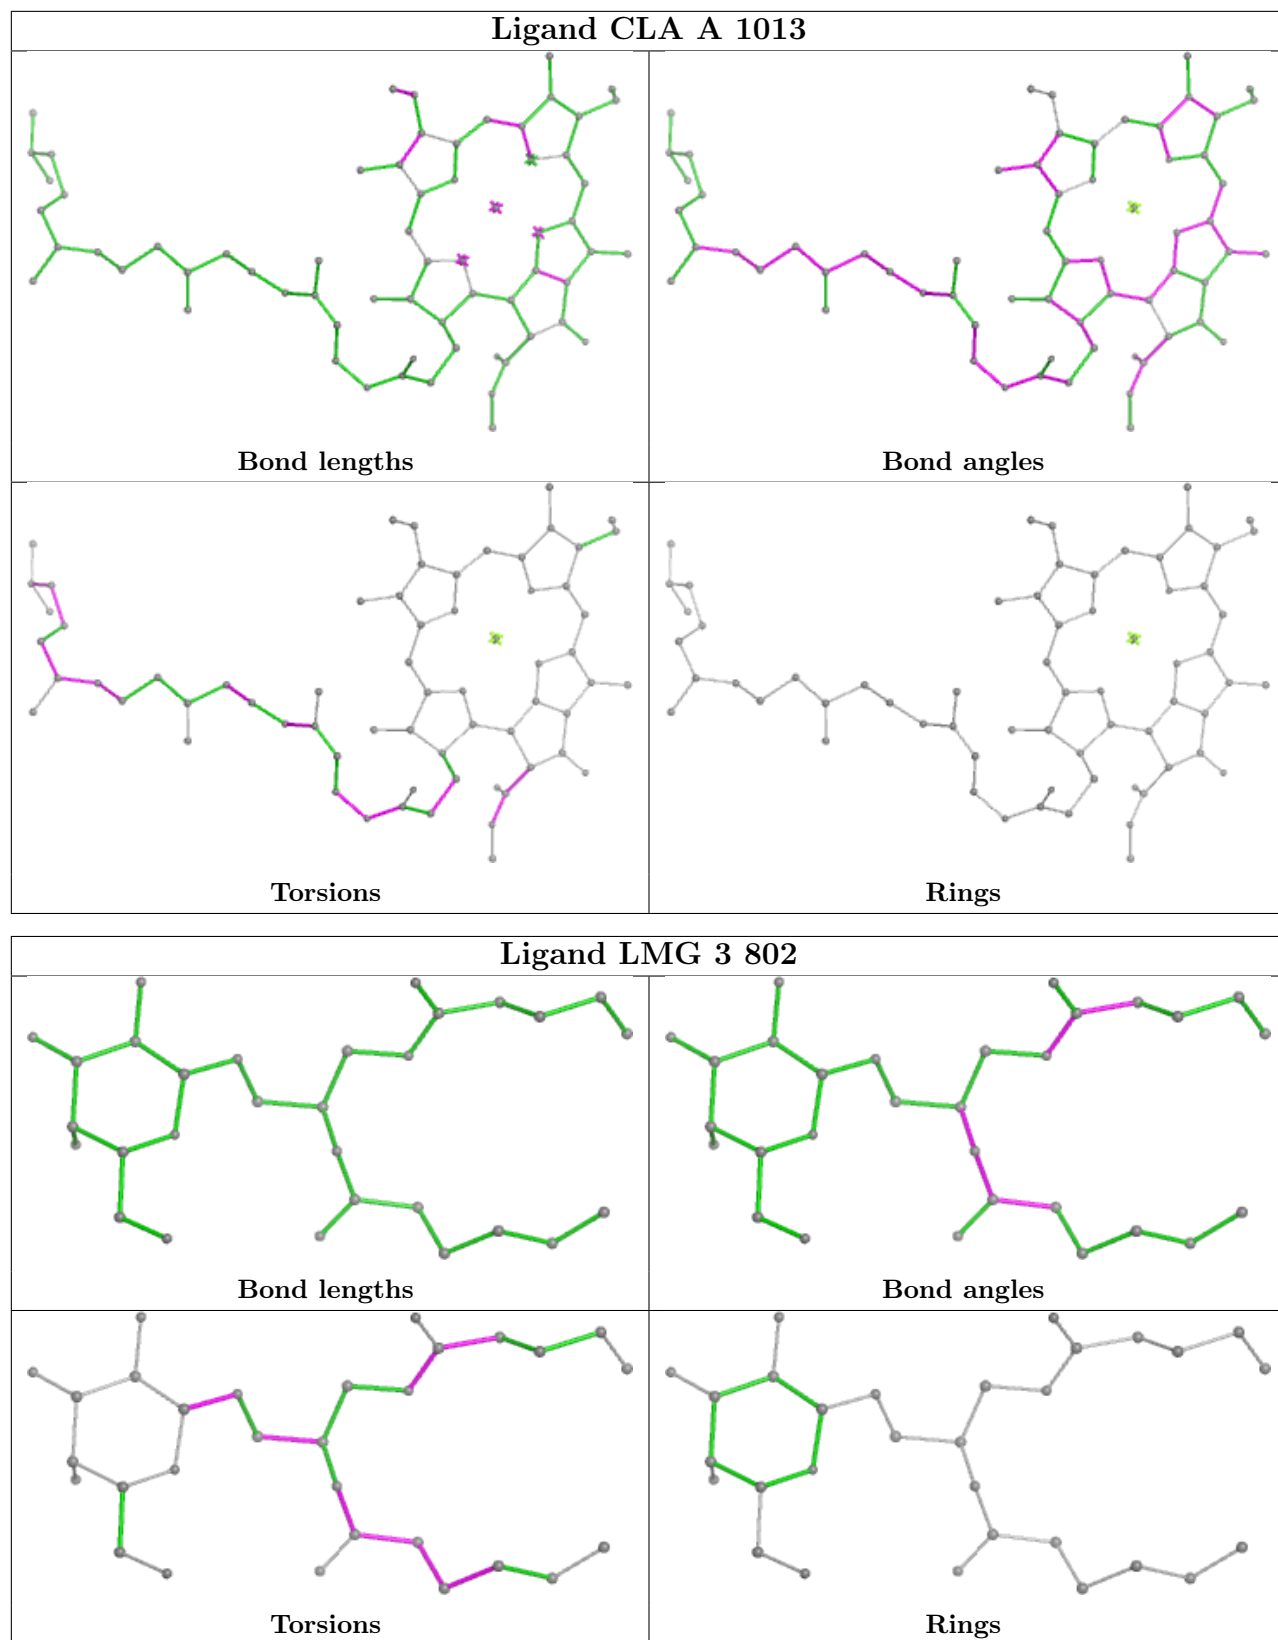 Ligand CLA A 1013
Bond lengths
Bond angles
Torsions
Rings
Ligand LMG 3 802
Bond lengths
Bond angles
Torsions
Rings